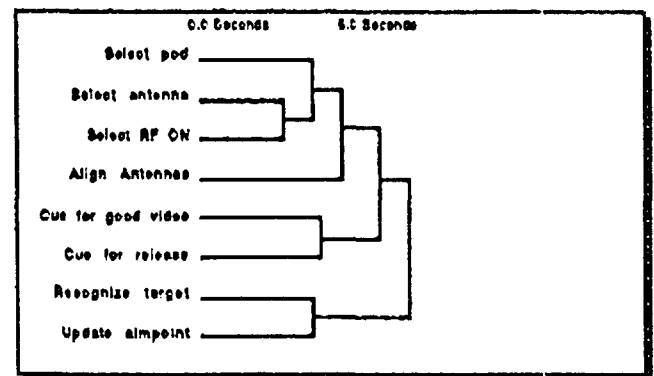 0.0 Seconds 5.0 Seconds
Select pod
Select antenna
Select RF ON
Align Antennas
Cue for good video
Cue for release
Recognize target
Update aimpoint